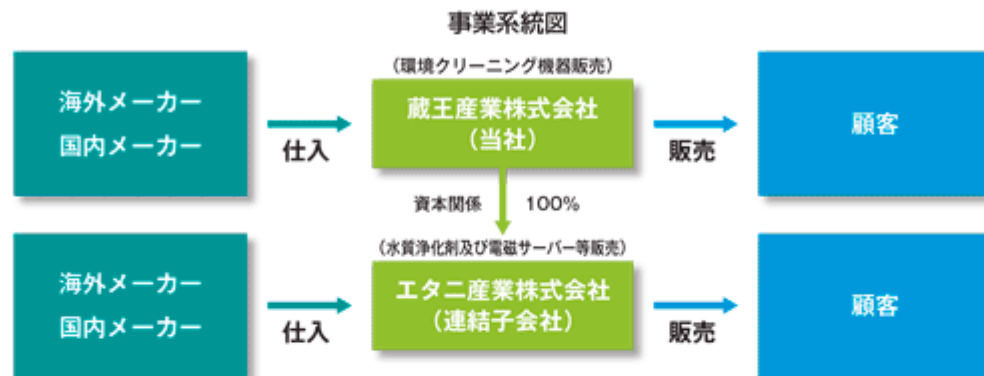 事業系統図
(環境クリーニング機器販売)
海外メーカー
国内メーカー
仕入
蔵王産業株式会社
(当社)
販売
顧客
資本関係 100%
(水質浄化剤及び電磁サーバー等販売)
海外メーカー
国内メーカー
仕入
エタニ産業株式会社
(連結子会社)
販売
顧客